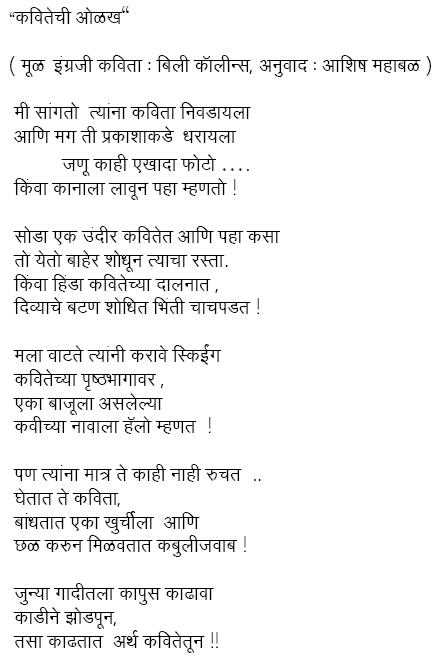 “कवितेची ओळख“
( मूळ इंग्रजी कविता : बिली कॉलीन्स, अनुवाद : आशिष महाबळ )
मी सांगतो त्यांना कविता निवडायला
आणि मग ती प्रकाशाकडे धरायला
जणू काही एखादा फोटो ....
किंवा कानाला लावून पहा म्हणतो !
सोडा एक उंदीर कवितेत आणि पहा कसा
तो येतो बाहेर शोधून त्याचा रस्ता.
किंवा हिंडा कवितेच्या दालनात ,
दिव्याचे बटण शोधित भिंती चाचपडत !
मला वाटते त्यांनी करावे स्किईंग
कवितेच्या पृष्ठभागावर ,
एका बाजूला असलेल्या
कवीच्या नावाला हॅलो म्हणत !
पण त्यांना मात्र ते काही नाही रुचत ..
घेतात ते कविता,
बांधतात एका खुर्चीला आणि
छळ करुन मिळवतात कबुलीजवाब !
जुन्या गादीतला कापुस काढावा
काडीने झोडपून,
तसा काढतात अर्थ कवितेतून !!